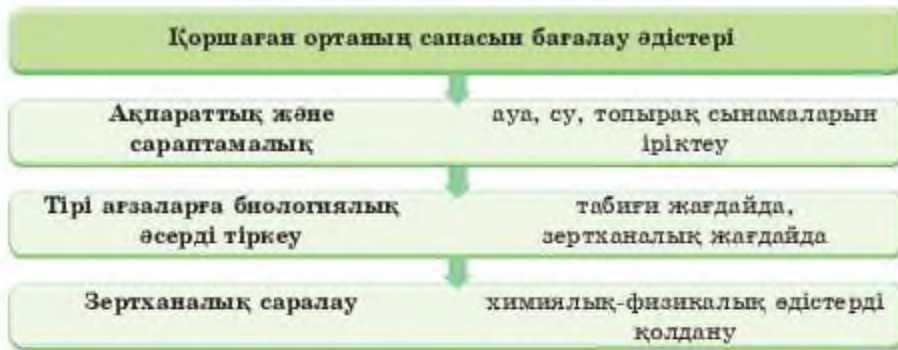 Қоршаған ортаның сапасын бағалау әдістері
Ақпараттық және
сараптамалық
ауа, су, топырақ сынамаларын
іріктеу
Тірі ағзаларға биологиялық
әсерді тіркеу
табиғи жағдайда,
зертханалық жағдайда
Зертханалық саралау
химиялық-физикалық әдістерді
қолдану